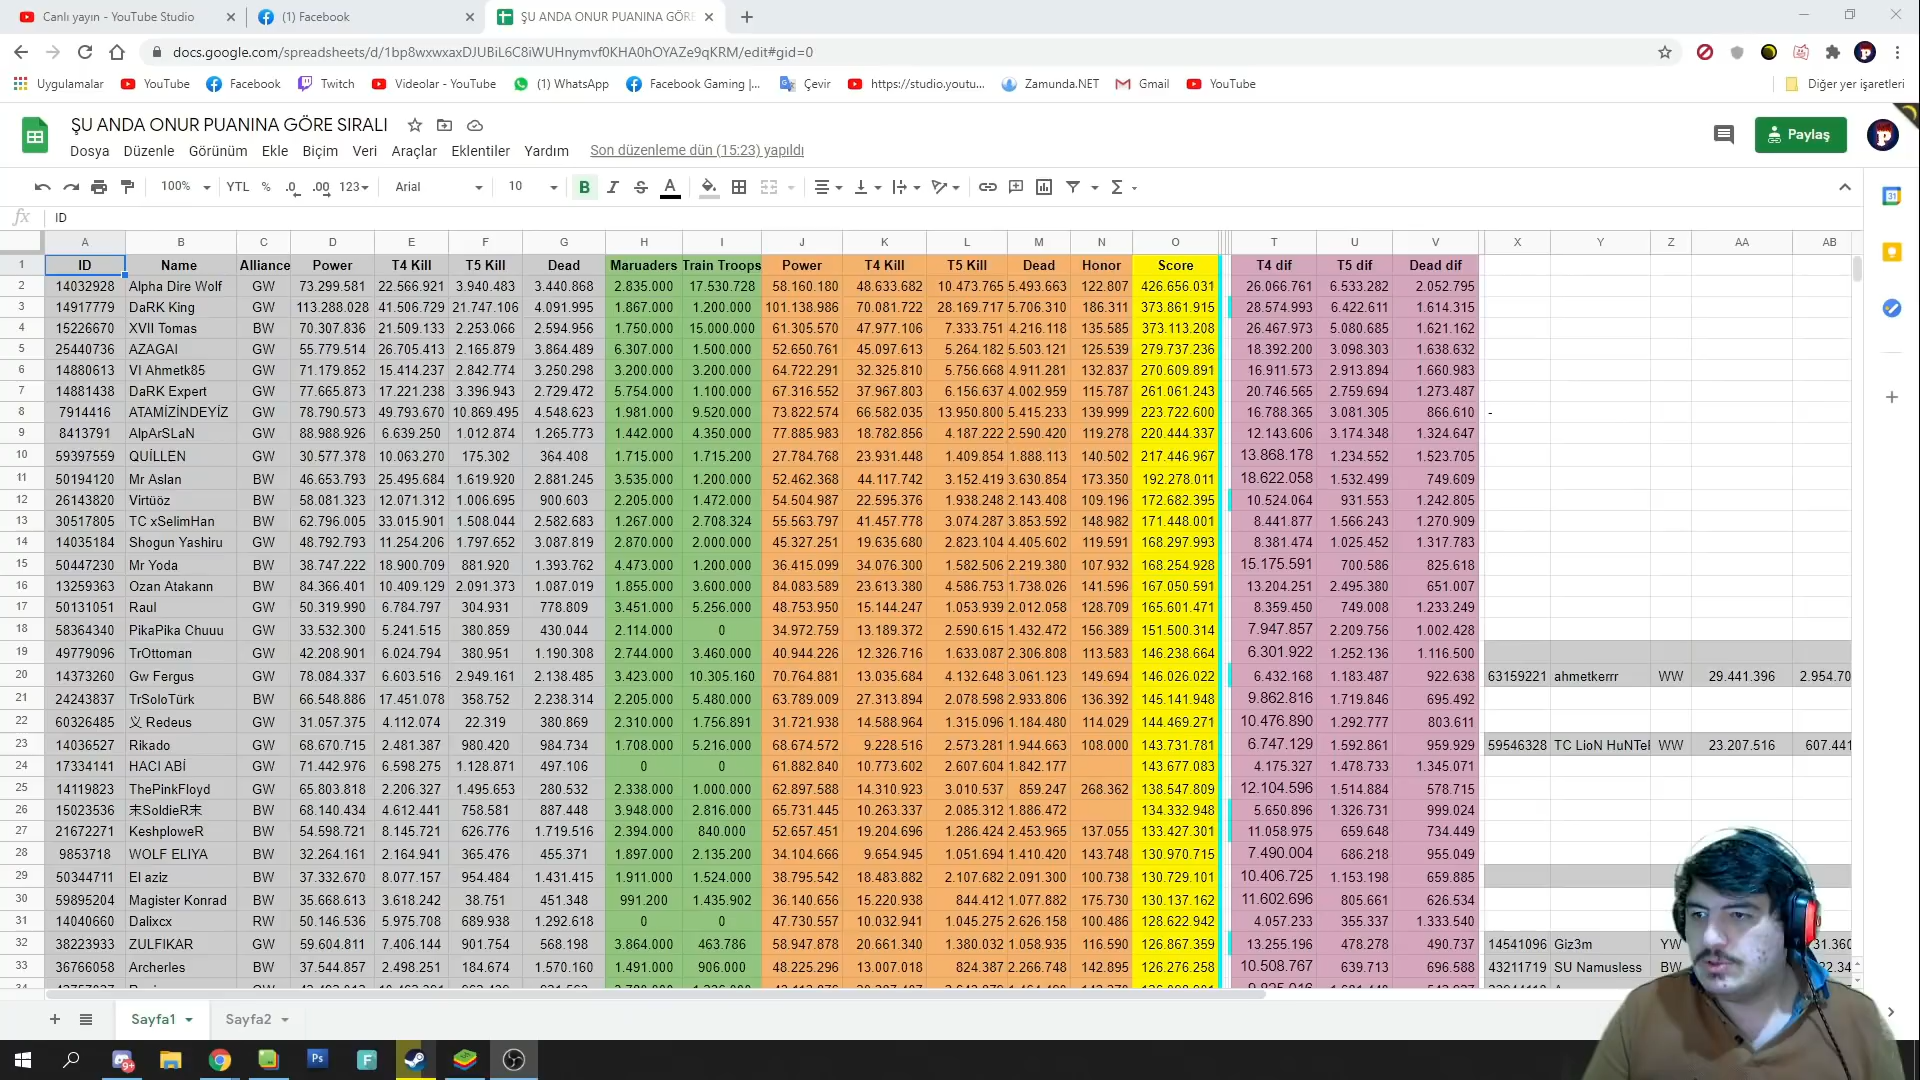 Canlı yayın - YouTube Studio
(1) Facebook
ŞU ANDA ONUR PUANINA GÖRE
docs.google.com/spreadsheets/d/1bp8wxwxaxDJUBiL6C8iWUHnymvf0KHA0hOYAZe9qKRM/edit#gid=0
Uygulamalar YouTube Facebook Twitch Videolar - YouTube (1) WhatsApp Facebook Gaming |... Çevir https://studio.youtu... Zamunda.NET Gmail YouTube Diğer yer işaretleri
ŞU ANDA ONUR PUANINA GÖRE SIRALI
Paylaş
Dosya Düzenle Görünüm Ekle Biçim Veri Araçlar Eklentiler Yardım Son düzenleme dün (15:23) yapıldı
100% YTL % .0 .00 123 Arial 10 B I S A
fx ID
A B C D E F G H I J K L M N O T U V X Y Z AA AB
1 ID Name Alliance Power T4 Kill T5 Kill Dead Maruaders Train Troops Power T4 Kill T5 Kill Dead Honor Score T4 dif T5 dif Dead dif
2 14032928 Alpha Dire Wolf GW 73.299.581 22.566.921 3.940.483 3.440.868 2.835.000 17.530.728 58.160.180 48.633.682 10.473.765 5.493.663 122.807 426.656.031 26.066.761 6.533.282 2.052.795
3 14917779 DaRK King GW 113.288.028 41.506.729 21.747.106 4.091.995 1.867.000 1.200.000 101.138.986 70.081.722 28.169.717 5.706.310 186.311 373.861.915 28.574.993 6.422.611 1.614.315
4 15226670 XVII Tomas GW 70.307.836 21.509.133 2.253.066 2.594.956 1.750.000 15.000.000 61.305.570 47.977.106 7.333.751 4.216.118 135.585 373.113.208 26.467.973 5.080.685 1.621.162
5 25440736 AZAGAI GW 55.779.514 26.705.413 2.165.879 3.864.489 6.307.000 1.500.000 52.650.761 45.097.613 5.264.182 5.503.121 125.539 279.737.236 18.392.200 3.098.303 1.638.632
6 14880613 VI Ahmetk85 GW 71.179.852 15.414.237 2.842.774 3.250.298 3.200.000 3.200.000 64.722.291 32.325.810 5.756.668 4.911.281 132.837 270.609.891 16.911.573 2.913.894 1.660.983
7 14881438 DaRK Expert GW 77.665.873 17.221.238 3.396.943 2.729.472 5.754.000 1.100.000 67.316.552 37.967.803 6.156.637 4.002.959 115.787 261.061.243 20.746.565 2.759.694 1.273.487
8 7914416 ATAMİZİNDEYİZ GW 78.790.573 49.793.670 10.869.495 4.548.623 1.981.000 9.520.000 73.822.574 66.582.035 13.950.800 5.415.233 139.999 223.722.600 16.788.365 3.081.305 866.610 -
9 8413791 AlpArSLaN GW 88.988.926 6.639.250 1.012.874 1.265.773 1.442.000 4.350.000 77.885.983 18.782.856 4.187.222 2.590.420 119.278 220.444.337 12.143.606 3.174.348 1.324.647
10 59397559 QUİLLEN GW 30.577.378 10.063.270 175.302 364.408 1.715.000 1.715.200 27.784.768 23.931.448 1.409.854 1.888.113 140.502 217.446.967 13.868.178 1.234.552 1.523.705
11 50194120 Mr Aslan BW 46.653.793 25.495.684 1.619.920 2.881.245 3.535.000 1.200.000 52.462.368 44.117.742 3.152.419 3.630.854 173.350 192.278.011 18.622.058 1.532.499 749.609
12 26143820 Virtüöz BW 58.081.323 12.071.312 1.006.695 900.603 2.205.000 1.472.000 54.504.987 22.595.376 1.938.248 2.143.408 109.196 172.682.395 10.524.064 931.553 1.242.805
13 30517805 TC xSelimHan BW 62.796.005 33.015.901 1.508.044 2.582.683 1.267.000 2.708.324 55.563.797 41.457.778 3.074.287 3.853.592 148.982 171.448.001 8.441.877 1.566.243 1.270.909
14 14035184 Shogun Yashiru GW 48.792.793 11.254.206 1.797.652 3.087.819 2.870.000 2.000.000 45.327.251 19.635.680 2.823.104 4.405.602 119.591 168.297.993 8.381.474 1.025.452 1.317.783
15 50447230 Mr Yoda BW 38.747.222 18.900.709 881.920 1.393.762 4.473.000 1.200.000 36.415.099 34.076.300 1.582.506 2.219.380 107.932 168.254.928 15.175.591 700.586 825.618
16 13259363 Ozan Atakann BW 84.366.401 10.409.129 2.091.373 1.087.019 1.855.000 3.600.000 84.083.589 23.613.380 4.586.753 1.738.026 141.596 167.050.591 13.204.251 2.495.380 651.007
17 50131051 Raul GW 50.319.990 6.784.797 304.931 778.809 3.451.000 5.256.000 48.753.950 15.144.247 1.053.939 2.012.058 128.709 165.601.471 8.359.450 749.008 1.233.249
18 58364340 PikaPika Chuuu GW 33.532.300 5.241.515 380.859 430.044 2.114.000 0 34.972.759 13.189.372 2.590.615 1.432.472 156.389 151.500.314 7.947.857 2.209.756 1.002.428
19 49779096 TrOttoman GW 42.208.901 6.024.794 380.951 1.190.308 2.744.000 3.460.000 40.944.226 12.326.716 1.633.087 2.306.808 113.583 146.238.664 6.301.922 1.252.136 1.116.500
20 14373260 Gw Fergus GW 78.084.337 6.603.516 2.949.161 2.138.485 3.423.000 10.305.160 70.764.881 13.035.684 4.132.648 3.061.123 149.694 146.026.022 6.432.168 1.183.487 922.638 63159221 ahmetkerrr WW 29.441.396 2.954.70
21 24243837 TrSoloTürk GW 66.548.886 17.451.078 358.752 2.238.314 2.205.000 5.480.000 63.789.009 27.313.894 2.078.598 2.933.806 136.392 145.141.948 9.862.816 1.719.846 695.492
22 60326485 义 Redeus GW 31.057.375 4.112.074 22.319 380.869 2.310.000 1.756.891 31.721.938 14.588.964 1.315.096 1.184.480 114.029 144.469.271 10.476.890 1.292.777 803.611
23 14036527 Rikado GW 68.670.715 2.481.387 980.420 984.734 1.708.000 5.216.000 68.674.572 9.228.516 2.573.281 1.944.663 108.000 143.731.781 6.747.129 1.592.861 959.929 59546328 TC LioN HuNTe WW 23.207.516 607.441
24 17334141 HACI ABİ GW 71.442.976 6.598.275 1.128.871 497.106 0 0 61.882.840 10.773.602 2.607.604 1.842.177 143.677.083 4.175.327 1.478.733 1.345.071
25 14119823 ThePinkFloyd GW 65.803.818 2.206.327 1.495.653 280.532 2.338.000 1.000.000 62.897.588 14.310.923 3.010.537 859.247 268.362 138.547.809 12.104.596 1.514.884 578.715
26 15023536 末SoldieR末 BW 68.140.434 4.612.441 758.581 887.448 3.948.000 2.816.000 65.731.445 10.263.337 2.085.312 1.886.472 134.332.948 5.650.896 1.326.731 999.024
27 21672271 KeshploweR BW 54.598.721 8.145.721 626.776 1.719.516 2.394.000 840.000 52.657.451 19.204.696 1.286.424 2.453.965 137.055 133.427.301 11.058.975 659.648 734.449
28 9853718 WOLF ELIYA BW 32.264.161 2.164.941 365.476 455.371 1.897.000 2.135.200 34.104.666 9.654.945 1.051.694 1.410.420 143.748 130.970.715 7.490.004 686.218 955.049
29 50344711 El aziz BW 37.332.670 8.077.157 954.484 1.431.415 1.911.000 1.524.000 38.795.542 18.483.882 2.107.682 2.091.300 100.738 130.729.101 10.406.725 1.153.198 659.885
30 59895204 Magister Konrad BW 35.668.613 3.618.242 38.751 451.348 991.200 1.435.902 36.140.656 15.220.938 844.412 1.077.882 175.730 130.137.162 11.602.696 805.661 626.534
31 14040660 Dalixcx RW 50.146.536 5.975.708 689.938 1.292.618 0 0 47.730.557 10.032.941 1.045.275 2.626.158 100.486 128.622.942 4.057.233 355.337 1.333.540
32 38223933 ZULFIKAR GW 59.604.811 7.406.144 901.754 568.198 3.864.000 463.786 58.947.878 20.661.340 1.380.032 1.058.935 116.590 126.867.359 13.255.196 478.278 490.737 14541096 Giz3m YW
33 36766058 Archerles BW 37.544.857 2.498.251 184.674 1.570.160 1.491.000 906.000 48.225.296 13.007.018 824.387 2.266.748 142.895 126.276.258 10.508.767 639.713 696.588 43211719 SU Namusless BW
Sayfa1 Sayfa2